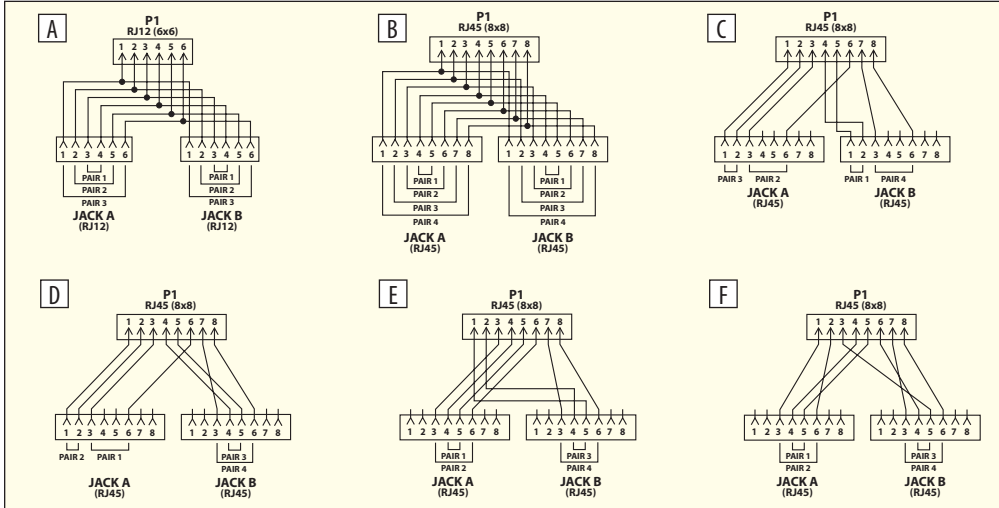 A
P1
RJ12 (6x6)
1 2 3 4 5 6
1 2 3 4 5 6
1 2 3 4 5 6
PAIR 1
PAIR 2
PAIR 3
JACK A
(RJ12)
PAIR 1
PAIR 2
PAIR 3
JACK B
(RJ12)
B
P1
RJ45 (8x8)
1 2 3 4 5 6 7 8
1 2 3 4 5 6 7 8
1 2 3 4 5 6 7 8
PAIR 1
PAIR 2
PAIR 3
PAIR 4
JACK A
(RJ45)
PAIR 1
PAIR 2
PAIR 3
PAIR 4
JACK B
(RJ45)
C
P1
RJ45 (8x8)
1 2 3 4 5 6 7 8
1 2 3 4 5 6 7 8
1 2 3 4 5 6 7 8
PAIR 3 PAIR 2
JACK A
(RJ45)
PAIR 1 PAIR 4
JACK B
(RJ45)
D
P1
RJ45 (8x8)
1 2 3 4 5 6 7 8
1 2 3 4 5 6 7 8
1 2 3 4 5 6 7 8
PAIR 2 PAIR 1
JACK A
(RJ45)
PAIR 3
PAIR 4
JACK B
(RJ45)
E
P1
RJ45 (8x8)
1 2 3 4 5 6 7 8
1 2 3 4 5 6 7 8
1 2 3 4 5 6 7 8
PAIR 1
PAIR 2
JACK A
(RJ45)
PAIR 3
PAIR 4
JACK B
(RJ45)
F
P1
RJ45 (8x8)
1 2 3 4 5 6 7 8
1 2 3 4 5 6 7 8
1 2 3 4 5 6 7 8
PAIR 1
PAIR 2
JACK A
(RJ45)
PAIR 3
PAIR 4
JACK B
(RJ45)